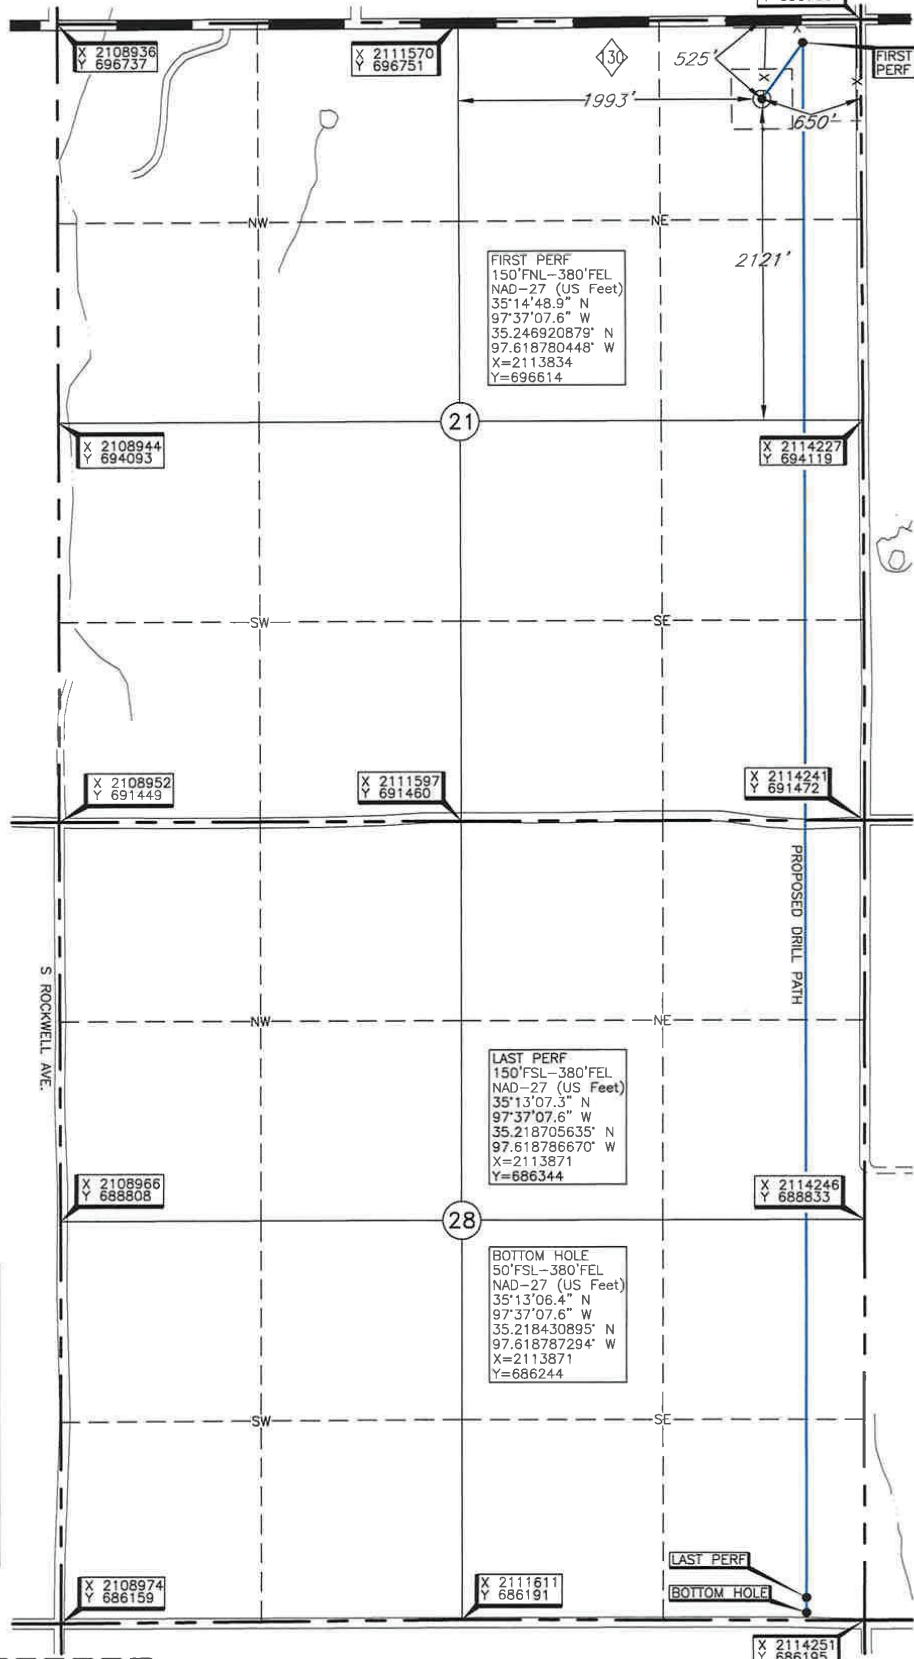 X 2108936
Y 696737
X 2111570
Y 696751
130
525'
FIRST
PERF
1993'
650'
NW
NE
2121'
FIRST PERF
150'FNL-380'FEL
NAD-27 (US Feet)
35°14'48.9" N
97°37'07.6" W
35.246920879° N
97.618780448° W
X=2113834
Y=696614
21
X 2108944
Y 694093
X 2114227
Y 694119
SW
SE
X 2108952
Y 691449
X 2111597
Y 691460
X 2114241
Y 691472
PROPOSED DRILL PATH
S ROCKWELL AVE.
NW
NE
LAST PERF
150'FSL-380'FEL
NAD-27 (US Feet)
35°13'07.3" N
97°37'07.6" W
35.218705635° N
97.618786670° W
X=2113871
Y=686344
X 2108966
Y 688808
X 2114246
Y 688833
28
BOTTOM HOLE
50'FSL-380'FEL
NAD-27 (US Feet)
35°13'06.4" N
97°37'07.6" W
35.218430895° N
97.618787294° W
X=2113871
Y=686244
SW
SE
LAST PERF
BOTTOM HOLE
X 2108974
Y 686159
X 2111611
Y 686191
X 2114251
Y 686195